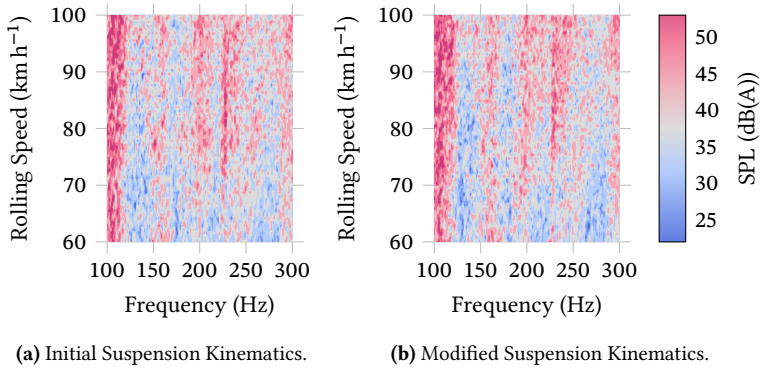 100
90
80
70
60
Rolling Speed (km h⁻¹)
100 150 200 250 300
Frequency (Hz)
(a) Initial Suspension Kinematics.
100
90
80
70
60
Rolling Speed (km h⁻¹)
100 150 200 250 300
Frequency (Hz)
(b) Modified Suspension Kinematics.
50
45
40
35
30
25
SPL (dB(A))